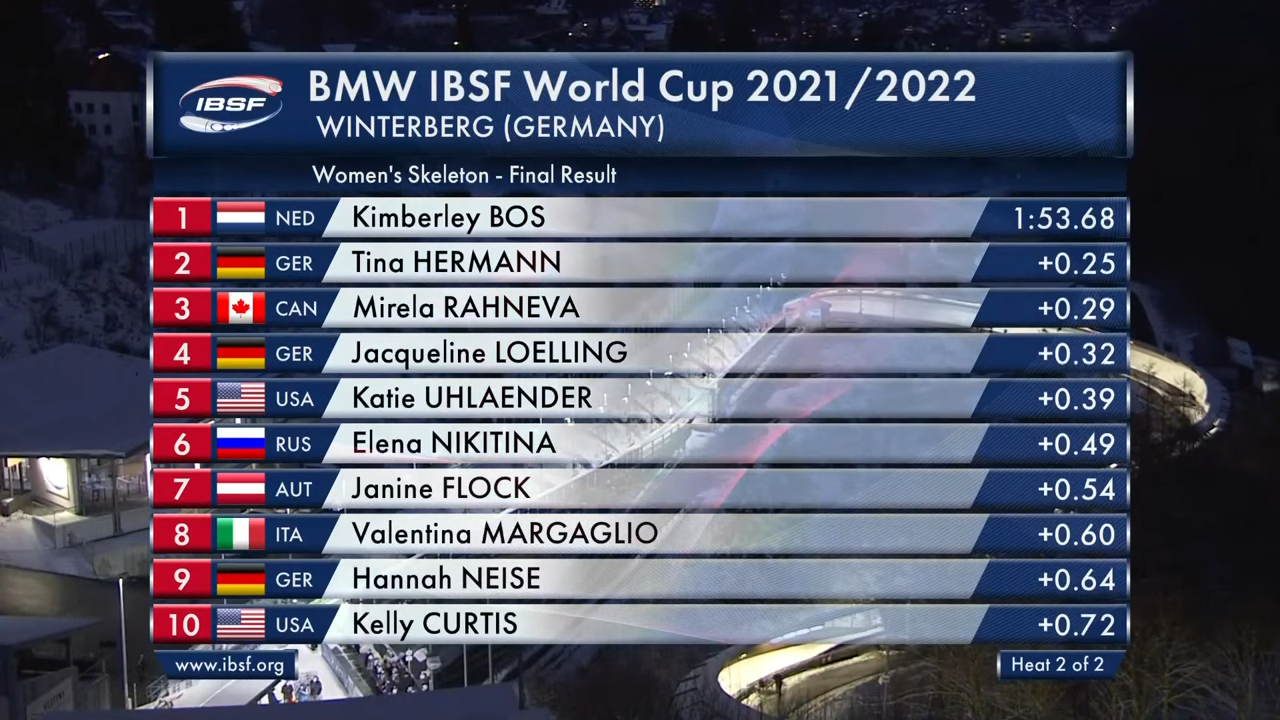 IBSF
BMW IBSF World Cup 2021/2022
WINTERBERG (GERMANY)
Women's Skeleton - Final Result
1 NED Kimberley BOS 1:53.68
2 GER Tina HERMANN +0.25
3 CAN Mirela RAHNEVA +0.29
4 GER Jacqueline LOELLING +0.32
5 USA Katie UHLAENDER +0.39
6 RUS Elena NIKITINA +0.49
7 AUT Janine FLOCK +0.54
8 ITA Valentina MARGAGLIO +0.60
9 GER Hannah NEISE +0.64
10 USA Kelly CURTIS +0.72
www.ibsf.org
Heat 2 of 2